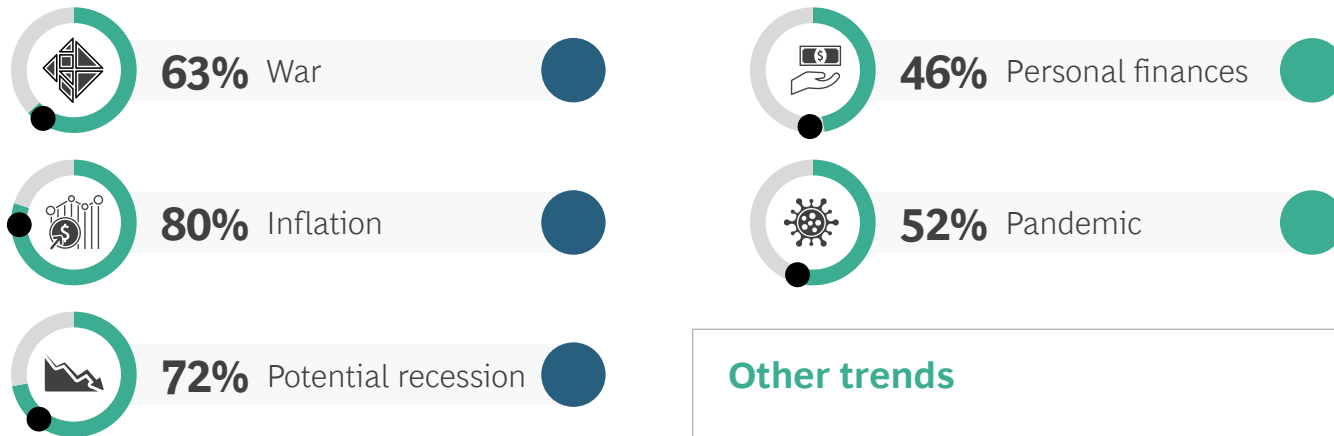 63% War
80% Inflation
72% Potential recession
46% Personal finances
52% Pandemic
Other trends